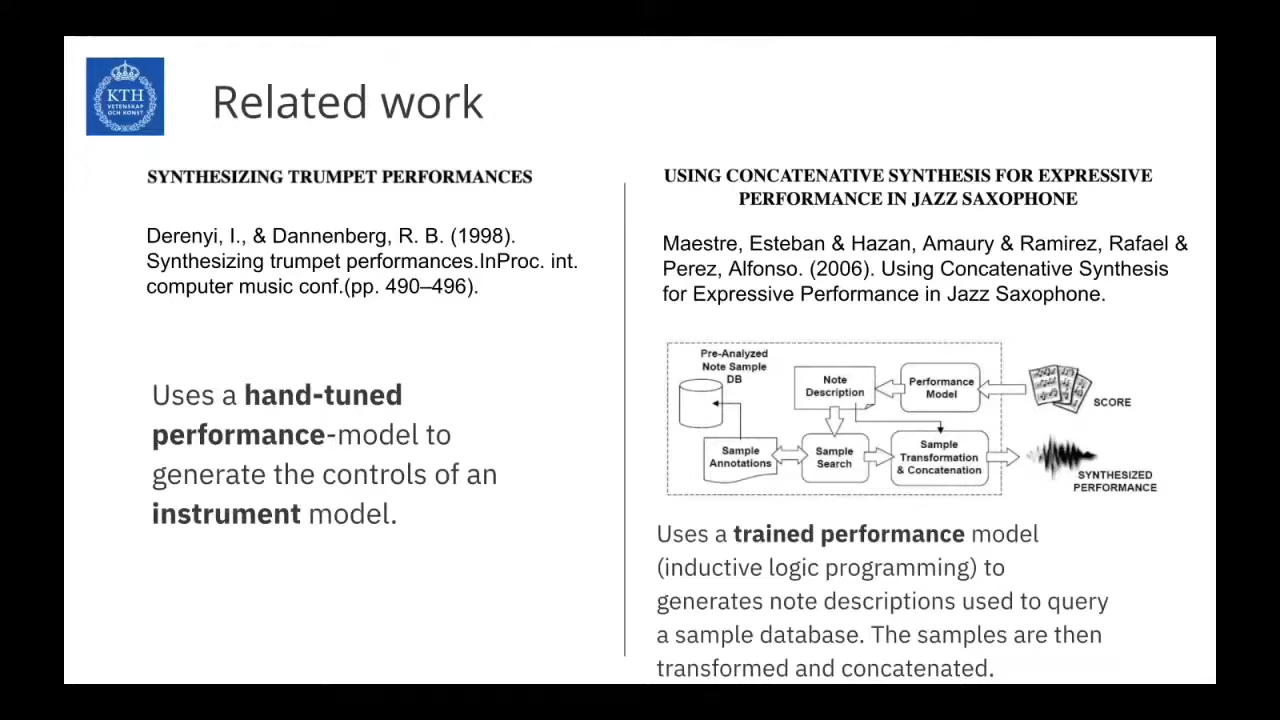 KTH
VETENSKAP
OCH KONST
Related work
SYNTHESIZING TRUMPET PERFORMANCES
Derenyi, I., & Dannenberg, R. B. (1998).
Synthesizing trumpet performances.InProc. int.
computer music conf.(pp. 490–496).
Uses a hand-tuned
performance-model to
generate the controls of an
instrument model.
USING CONCATENATIVE SYNTHESIS FOR EXPRESSIVE
PERFORMANCE IN JAZZ SAXOPHONE
Maestre, Esteban & Hazan, Amaury & Ramirez, Rafael &
Perez, Alfonso. (2006). Using Concatenative Synthesis
for Expressive Performance in Jazz Saxophone.
Pre-Analyzed
Note Sample
DB
Note
Description
Performance
Model
SCORE
Sample
Annotations
Sample
Search
Sample
Transformation
& Concatenation
SYNTHESIZED
PERFORMANCE
Uses a trained performance model
(inductive logic programming) to
generates note descriptions used to query
a sample database. The samples are then
transformed and concatenated.